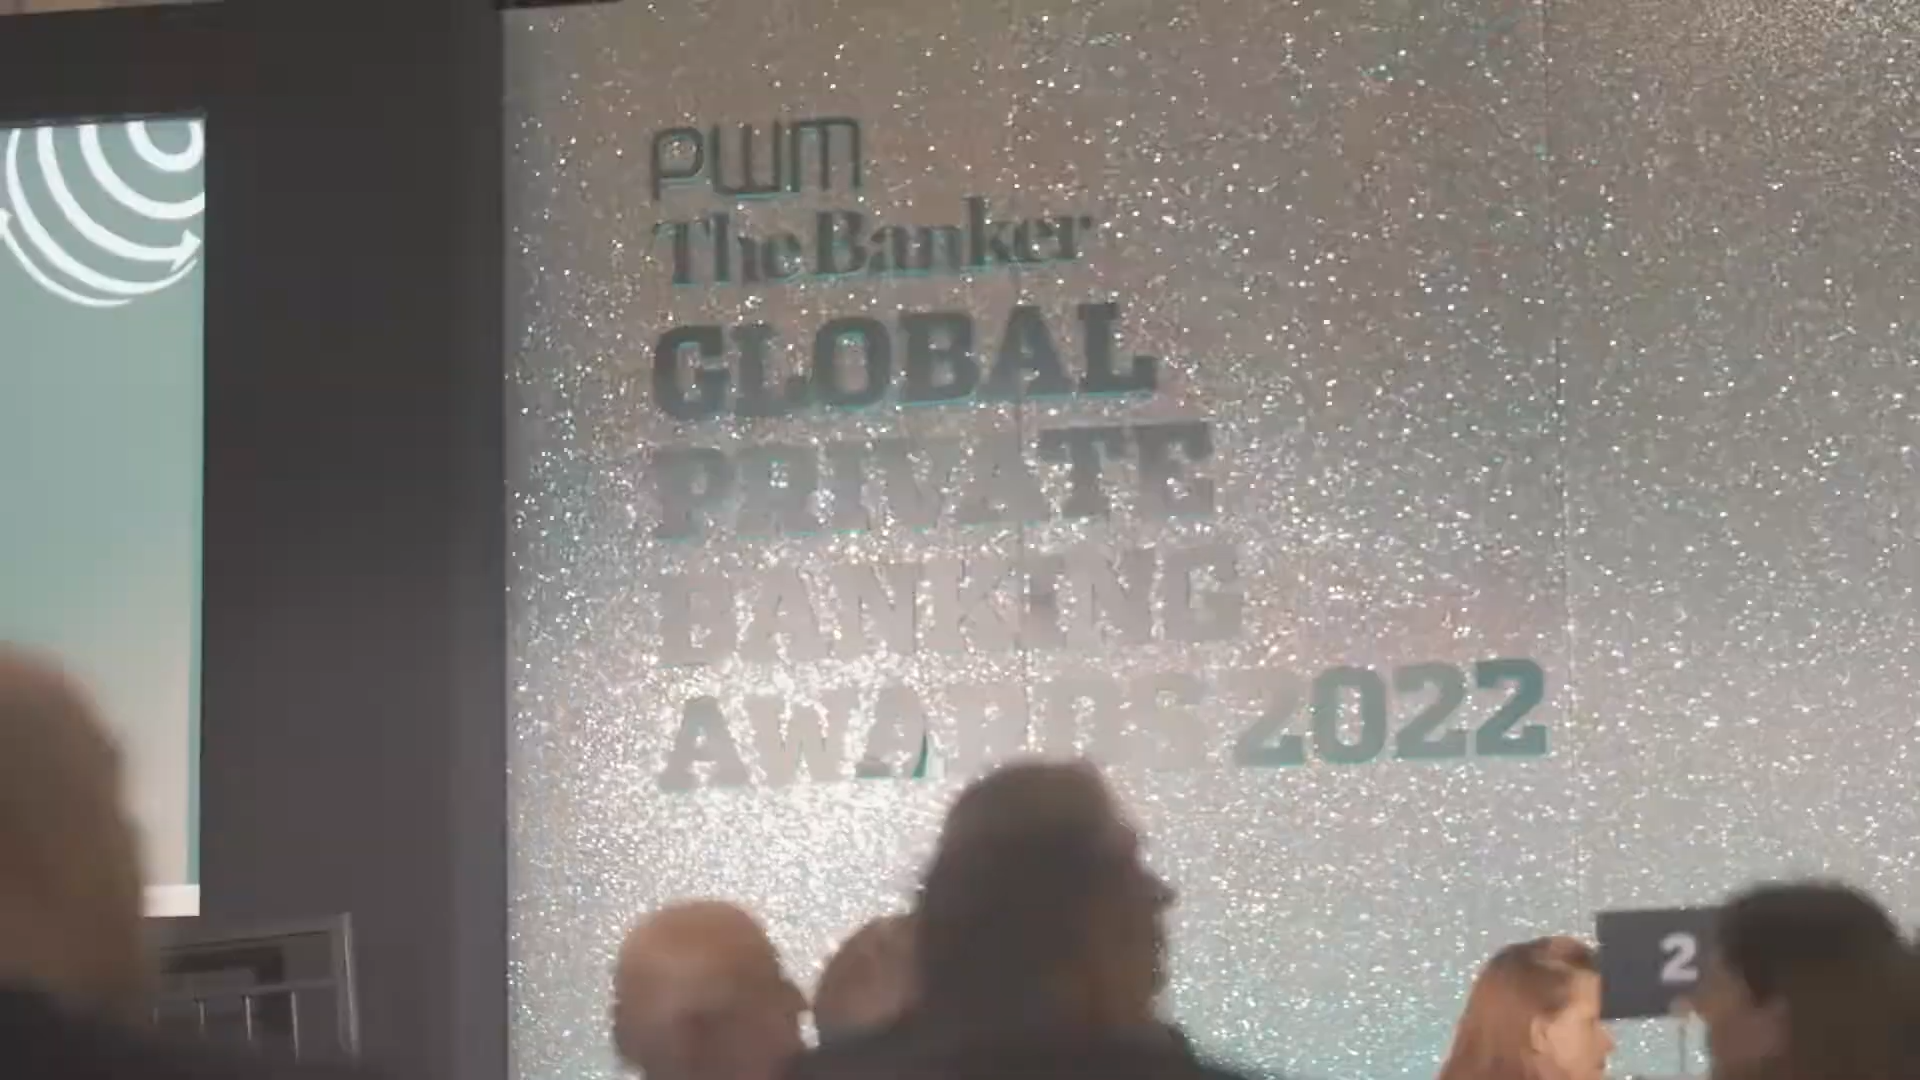 PWM
The Banker
GLOBAL
PRIVATE
BANKING
AWARDS 2022
2